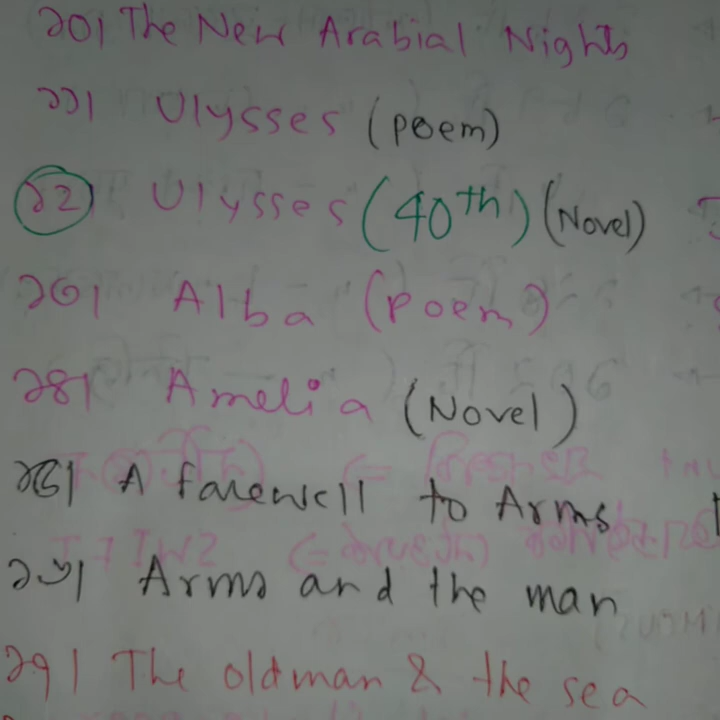 ২০। The New Arabial Nights
২১। Ulysses (poem)
২২। Ulysses (40th) (Novel)
২৩। Alba (poem)
২৪। Amelia (Novel)
২৫। A farewell to Arms
২৬। Arms and the man
২৭। The oldman & the sea